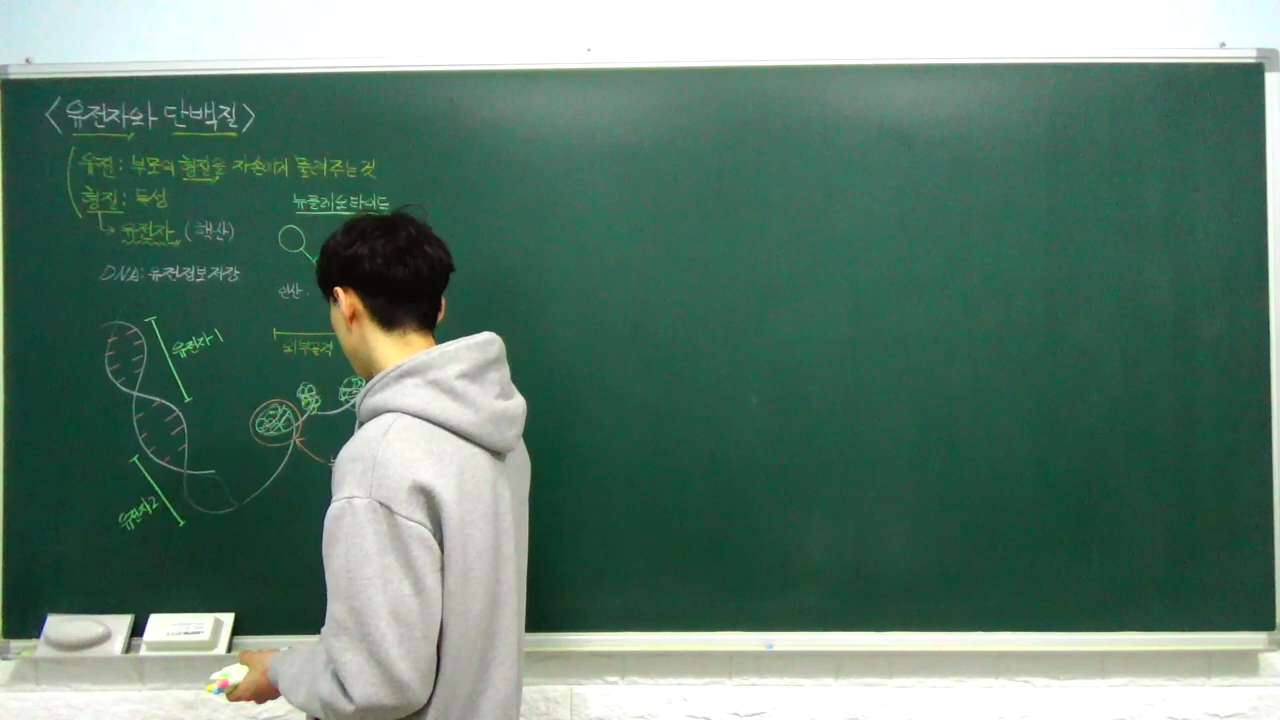 <유전자와 단백질>
유전: 부모의 형질을 자손에게 물려주는 것
형질: 특성
→ 유전자 (핵산)
뉴클레오타이드
DNA: 유전정보 저장
인산
유전자 1
외부골격
유전자 2